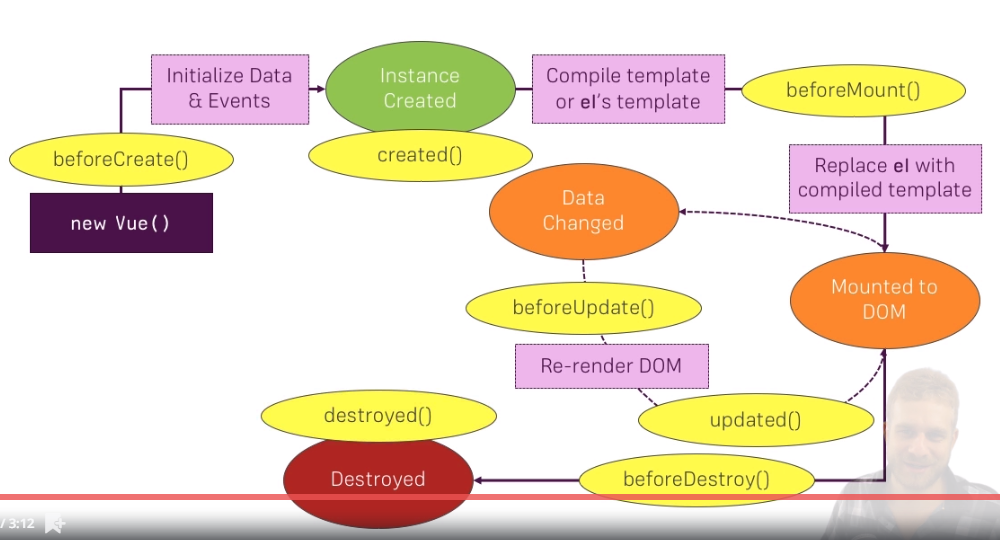 Initialize Data
& Events
Instance
Created
Compile template
or el's template
beforeMount()
beforeCreate()
created()
Replace el with
compiled template
new Vue()
Data
Changed
Mounted to
DOM
beforeUpdate()
Re-render DOM
destroyed()
updated()
Destroyed
beforeDestroy()
/ 3:12